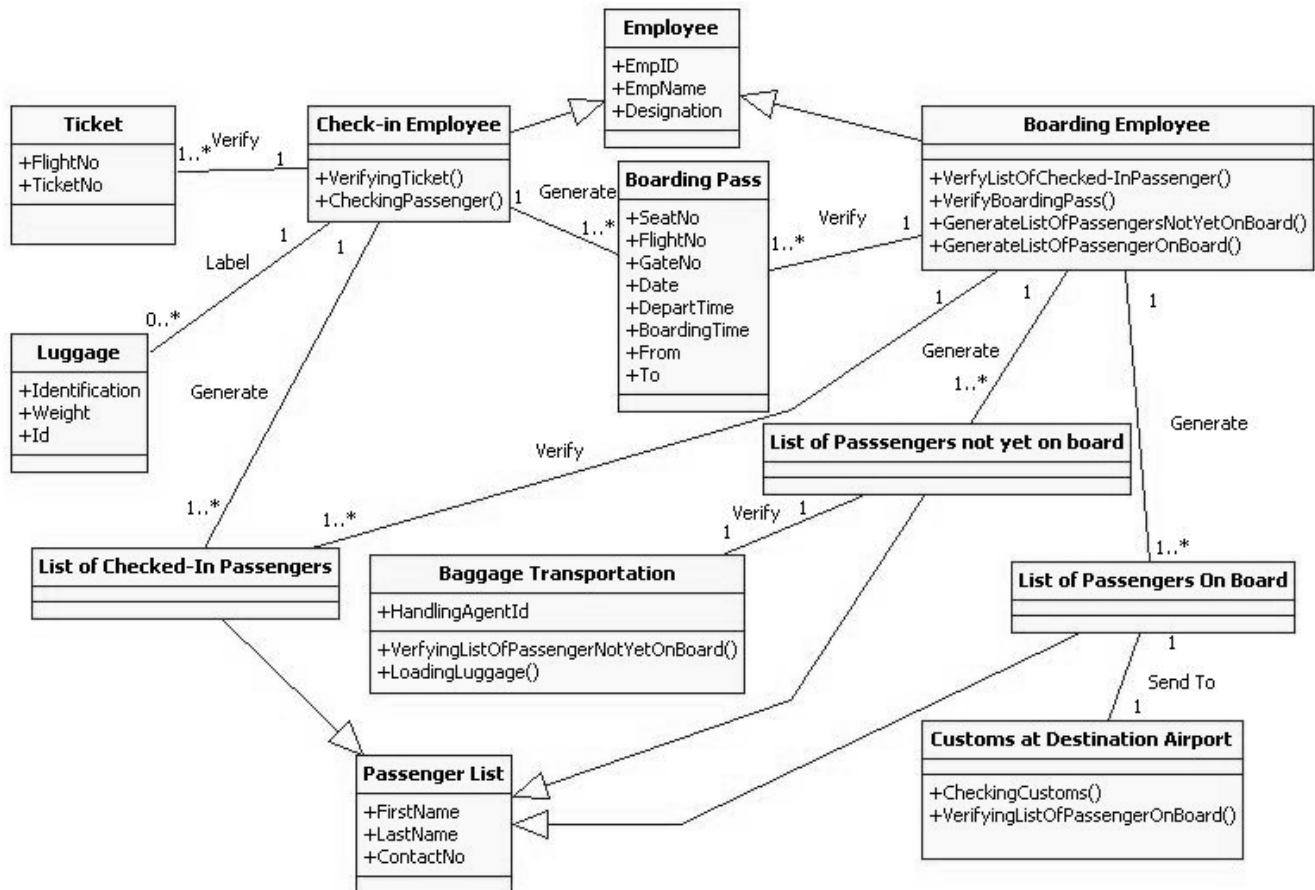 Employee
+EmpID
+EmpName
+Designation
Ticket
+FlightNo
+TicketNo
1..*
Verify
1
Check-in Employee
+VerifyingTicket()
+CheckingPassenger()
Boarding Employee
+VerfyListOfChecked-InPassenger()
+VerifyBoardingPass()
+GenerateListOfPassengersNotYetOnBoard()
+GenerateListOfPassengerOnBoard()
1
Generate
1..*
Boarding Pass
+SeatNo
+FlightNo
+GateNo
+Date
+DepartTime
+BoardingTime
+From
+To
1..*
Verify
1
1
Label
0..*
Luggage
+Identification
+Weight
+Id
1
Generate
1..*
1
Verify
1..*
1
Generate
1..*
1
Generate
1..*
List of Passsengers not yet on board
List of Checked-In Passengers
1
Verify
1
Baggage Transportation
+HandlingAgentId
+VerfyingListOfPassengerNotYetOnBoard()
+LoadingLuggage()
List of Passengers On Board
1
Send To
1
Customs at Destination Airport
+CheckingCustoms()
+VerifyingListOfPassengerOnBoard()
Passenger List
+FirstName
+LastName
+ContactNo